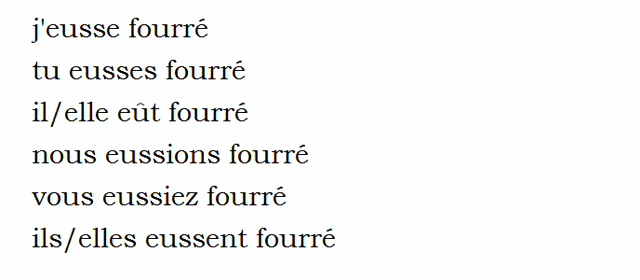 j'eusse fourré
tu eusses fourré
il/elle eût fourré
nous eussions fourré
vous eussiez fourré
ils/elles eussent fourré